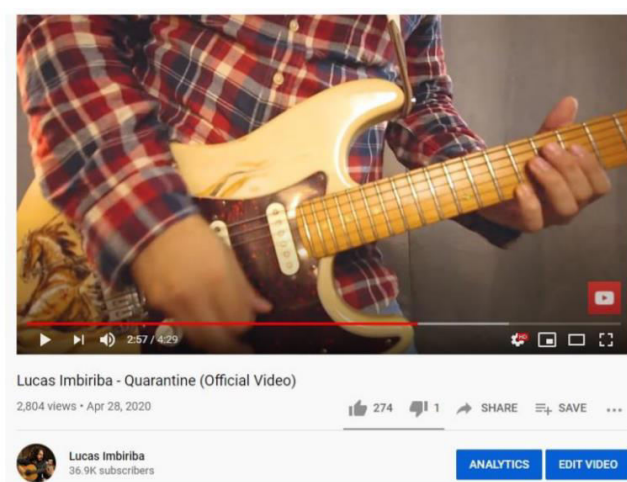 2:57 / 4:29
HD
Lucas Imbiriba - Quarantine (Official Video)
2,804 views • Apr 28, 2020
274 1 SHARE SAVE
Lucas Imbiriba
36.9K subscribers
ANALYTICS EDIT VIDEO